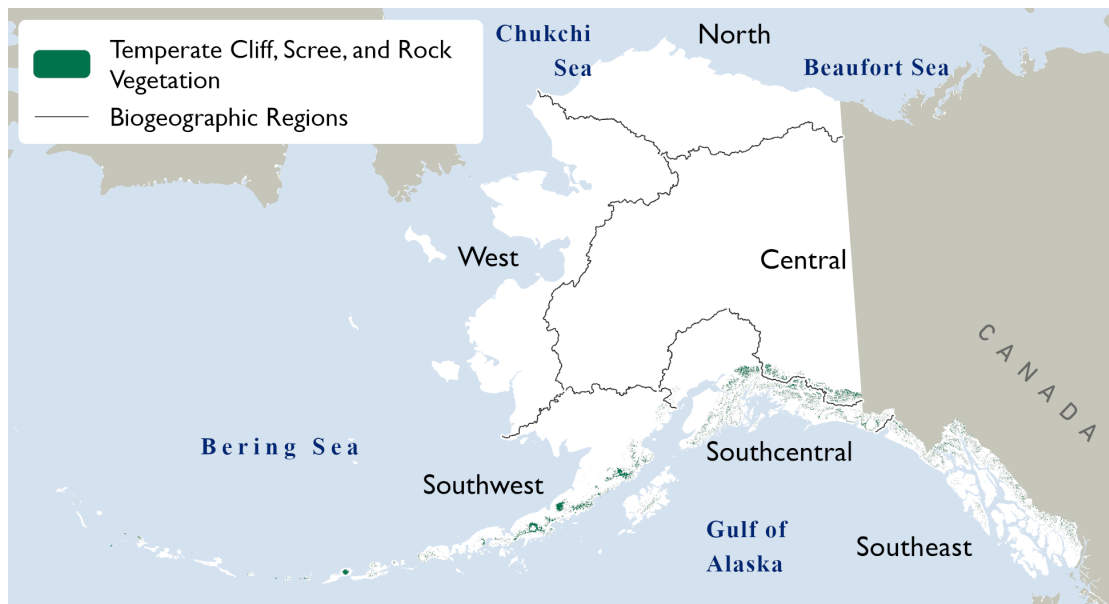 Temperate Cliff, Scree, and Rock
Vegetation
Biogeographic Regions
Chukchi
Sea
North
Beaufort Sea
West
Central
CANADA
Bering Sea
Southwest
Southcentral
Gulf of
Alaska
Southeast